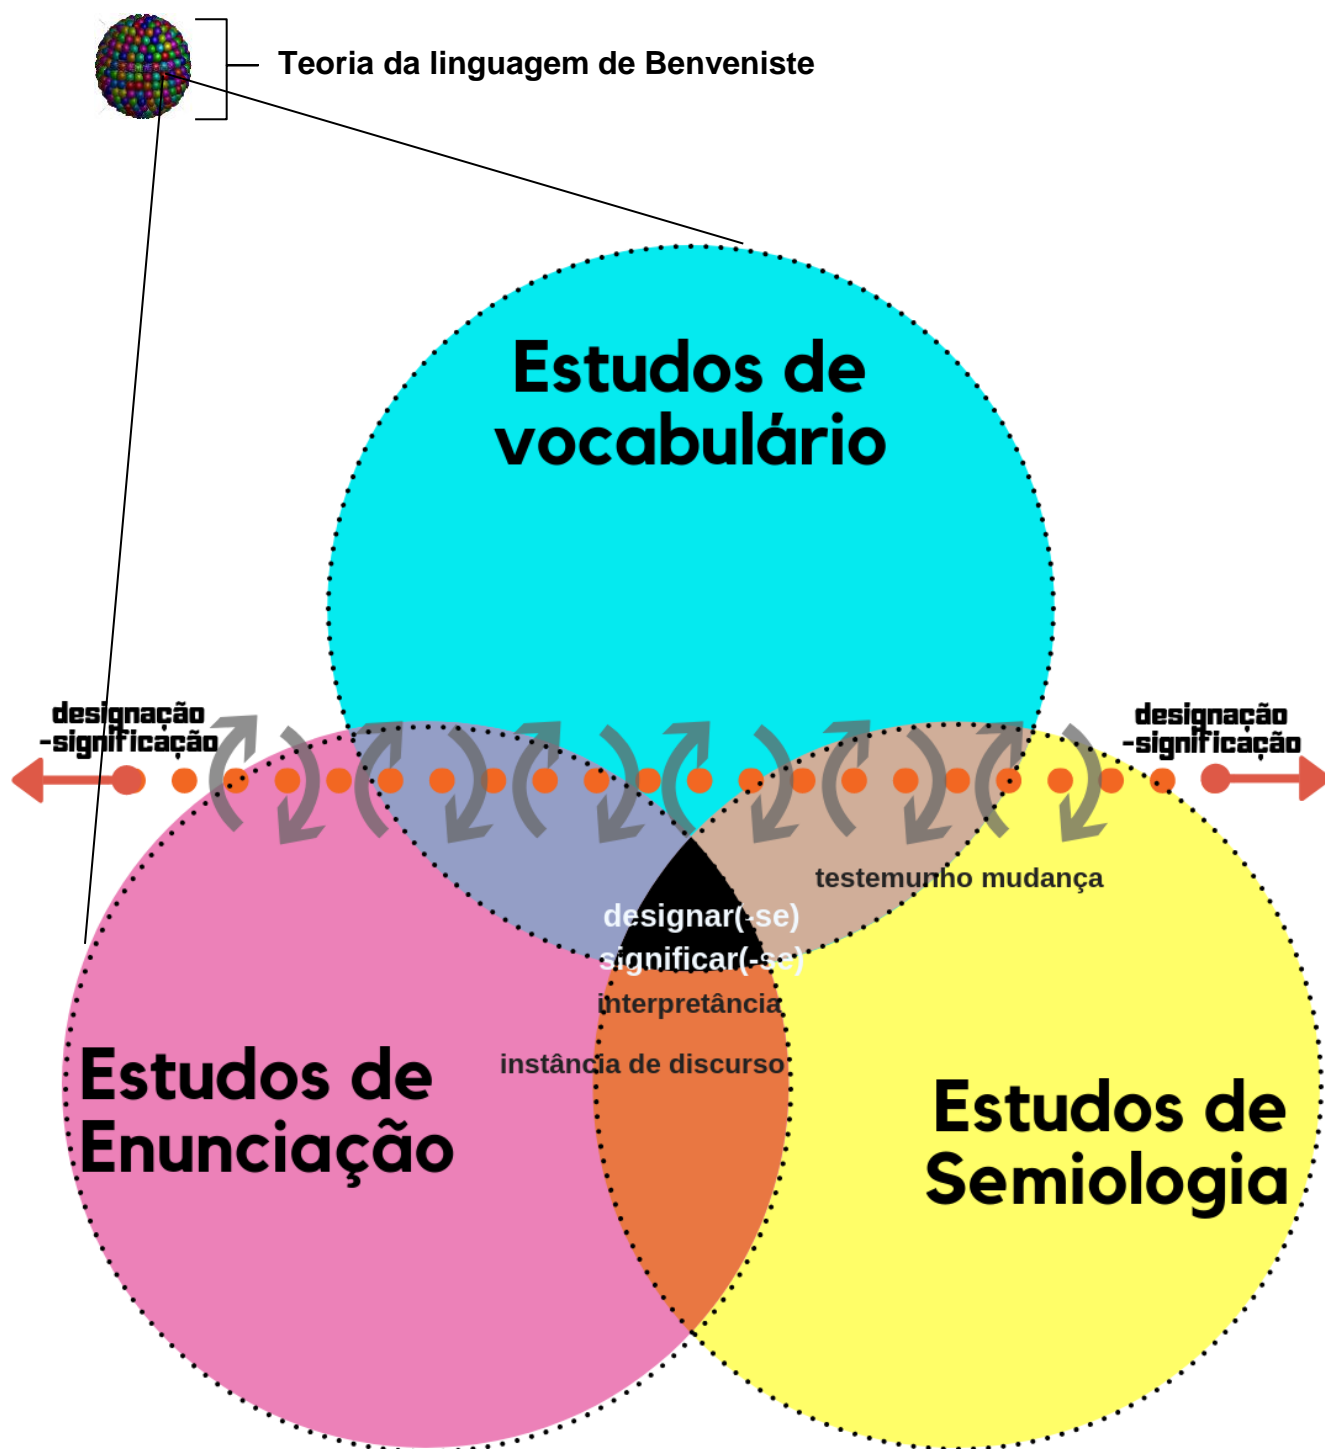 Teoria da linguagem de Benveniste
Estudos de
vocabulário
designação
-significação
designação
-significação
testemunho mudança
designar(-se)
significar(-se)
interpretância
instância de discurso
Estudos de
Enunciação
Estudos de
Semiologia